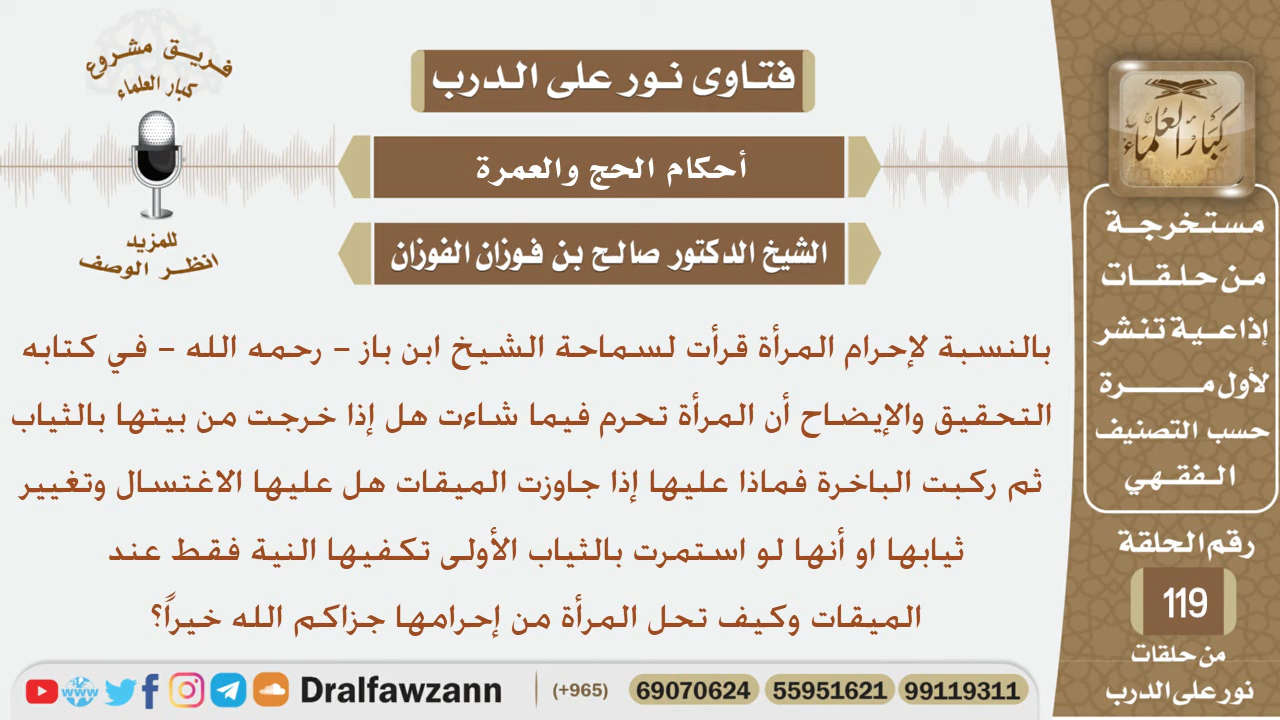 فريق مشروع
كبار العلماء
للمزيد
انظر الوصف
فتاوى نور على الدرب
أحكام الحج والعمرة
الشيخ الدكتور صالح بن فوزان الفوزان
بالنسبة لإحرام المرأة قرأت لسماحة الشيخ ابن باز – رحمه الله – في كتابه
التحقيق والإيضاح أن المرأة تحرم فيما شاءت هل إذا خرجت من بيتها بالثياب
ثم ركبت الباخرة فماذا عليها إذا جاوزت الميقات هل عليها الاغتسال وتغيير
ثيابها او أنها لو استمرت بالثياب الأولى تكفيها النية فقط عند
الميقات وكيف تحل المرأة من إحرامها جزاكم الله خيراً؟
كبار العلماء
مستخرجة
من حلقات
إذاعية تنشر
لأول مرة
حسب التصنيف
الفقهي
رقم الحلقة
119
من حلقات
نور على الدرب
www Dralfawzann (+965) 69070624 55951621 99119311